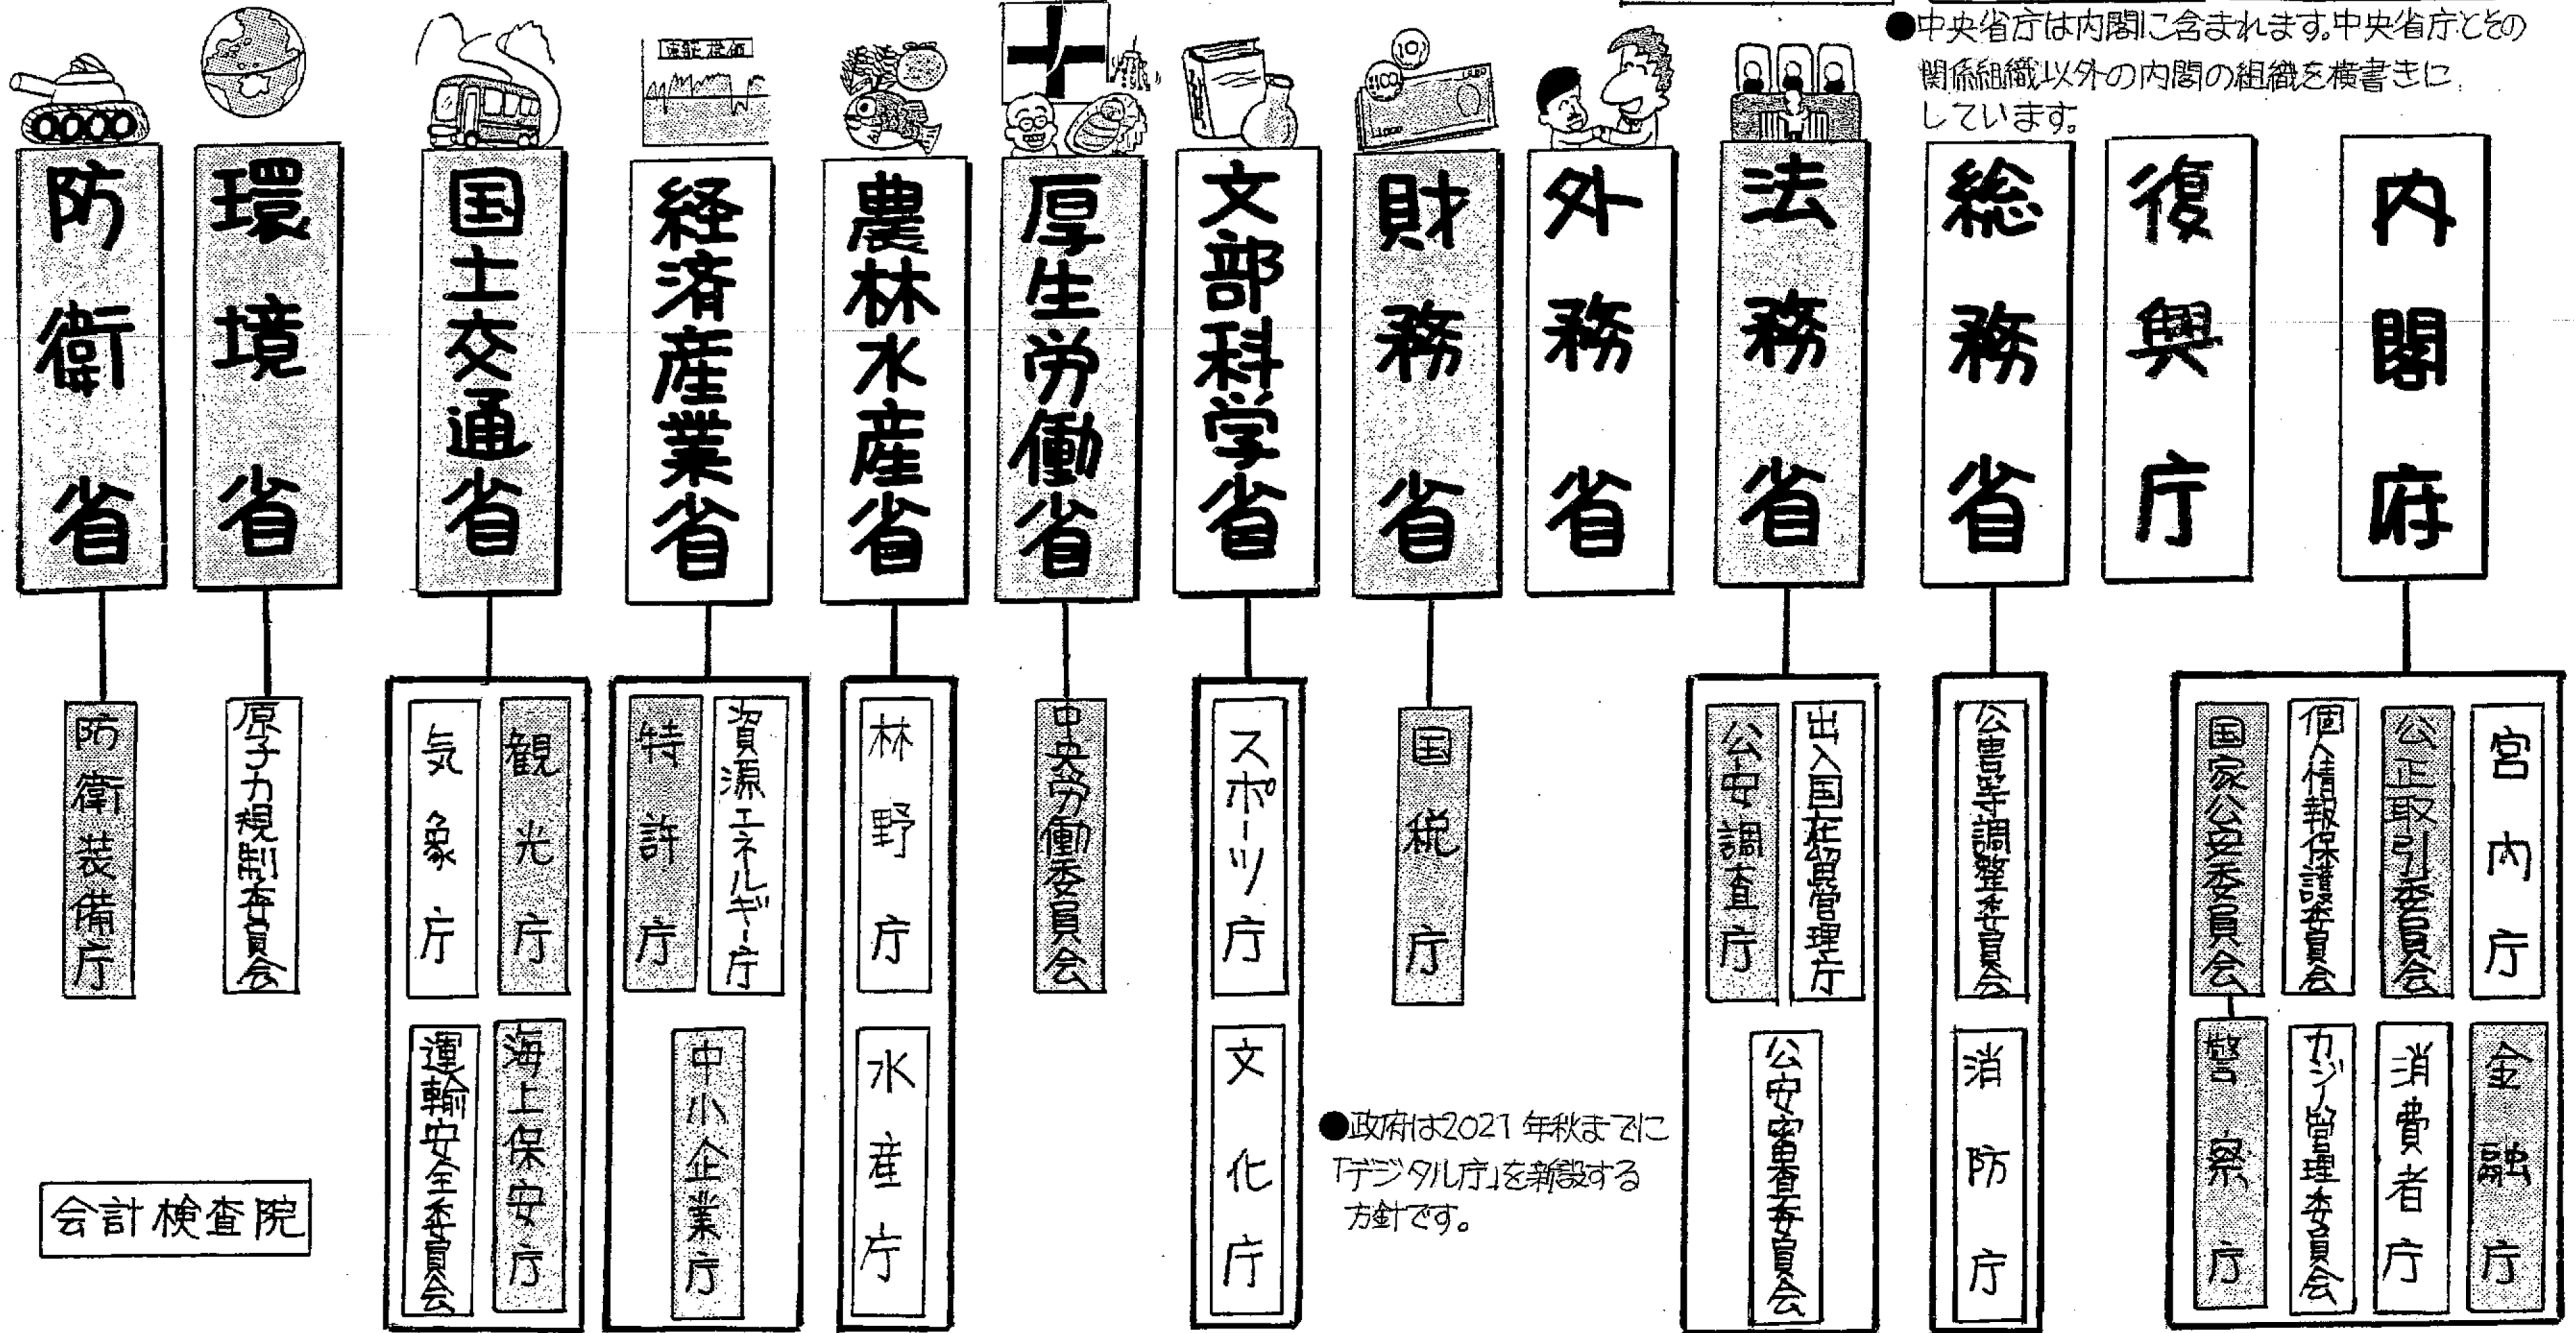 ●中央省庁は内閣に含まれます。中央省庁とその
関係組織以外の内閣の組織を横書きに
しています。
内閣府
復興庁
総務省
法務省
外務省
財務省
文部科学省
厚生労働省
農林水産省
経済産業省
国土交通省
環境省
防衛省
宮内庁
公正取引委員会
個人情報保護委員会
国家公安委員会
金融庁
消費者庁
カジノ管理委員会
警察庁
公害等調整委員会
消防庁
出入国在留管理庁
公安調査庁
公安審査委員会
国税庁
スポーツ庁
文化庁
中央労働委員会
林野庁
水産庁
資源エネルギー庁
特許庁
中小企業庁
観光庁
気象庁
海上保安庁
運輸安全委員会
原子力規制委員会
防衛装備庁
●政府は2021年秋までに
「デジタル庁」を新設する
方針です。
会計検査院